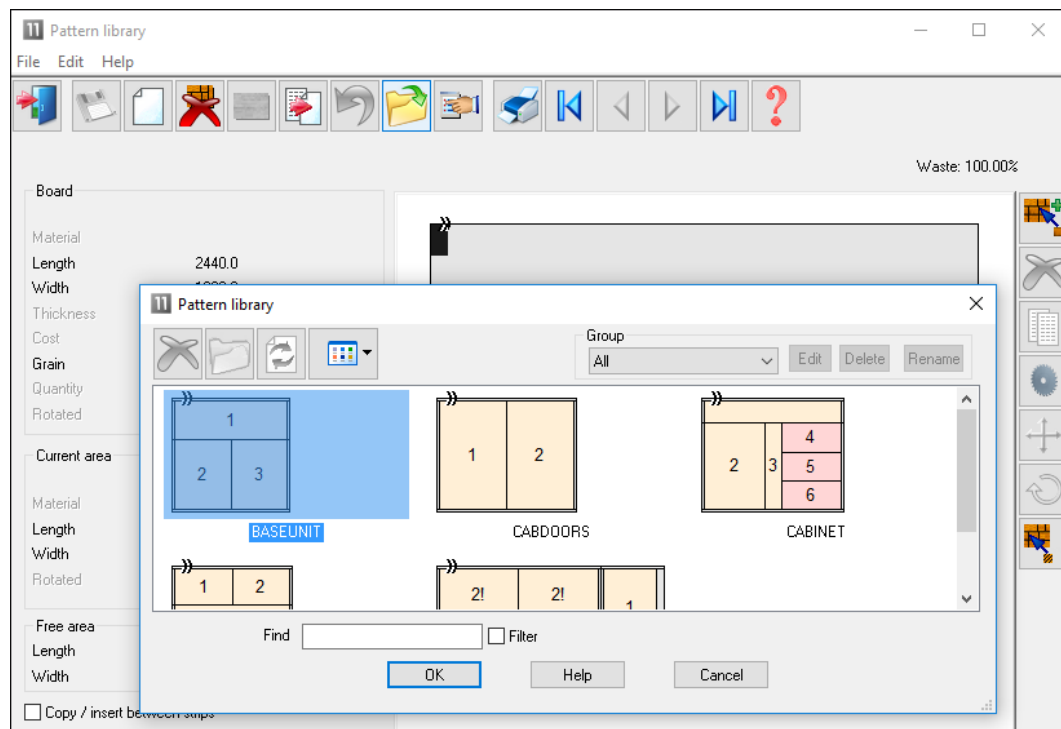 11 Pattern library
File Edit Help
?
Waste: 100.00%
Board
Material
Length 2440.0
Width
Thickness
Cost
Grain
Quantity
Rotated
Current area
Material
Length
Width
Rotated
Free area
Length
Width
Copy / insert between strips
11 Pattern library
Group
All Edit Delete Rename
1
2 3
BASEUNIT
1 2
CABDOORS
2 3 4
5
6
CABINET
1 2
2! 2! 1
Find Filter
OK Help Cancel